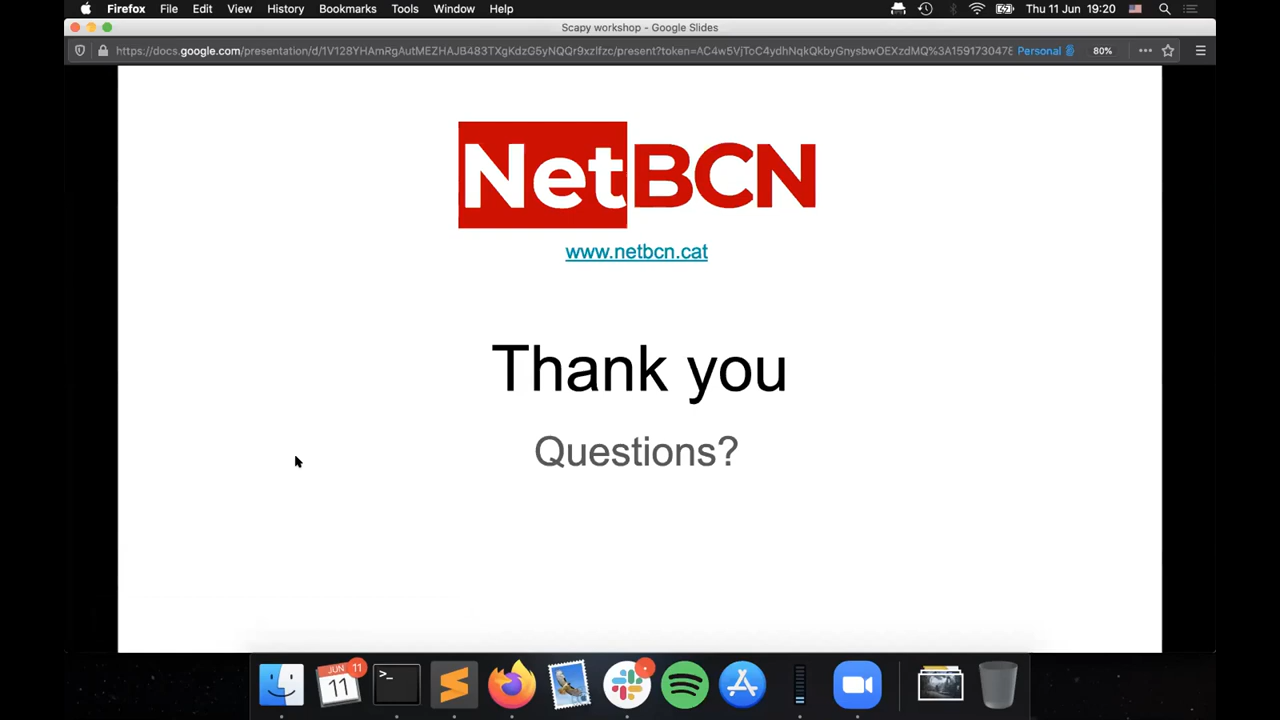 Firefox File Edit View History Bookmarks Tools Window Help Thu 11 Jun 19:20
Scapy workshop - Google Slides
Personal 80%
NetBCN
www.netbcn.cat
Thank you
Questions?
JUN 11
11